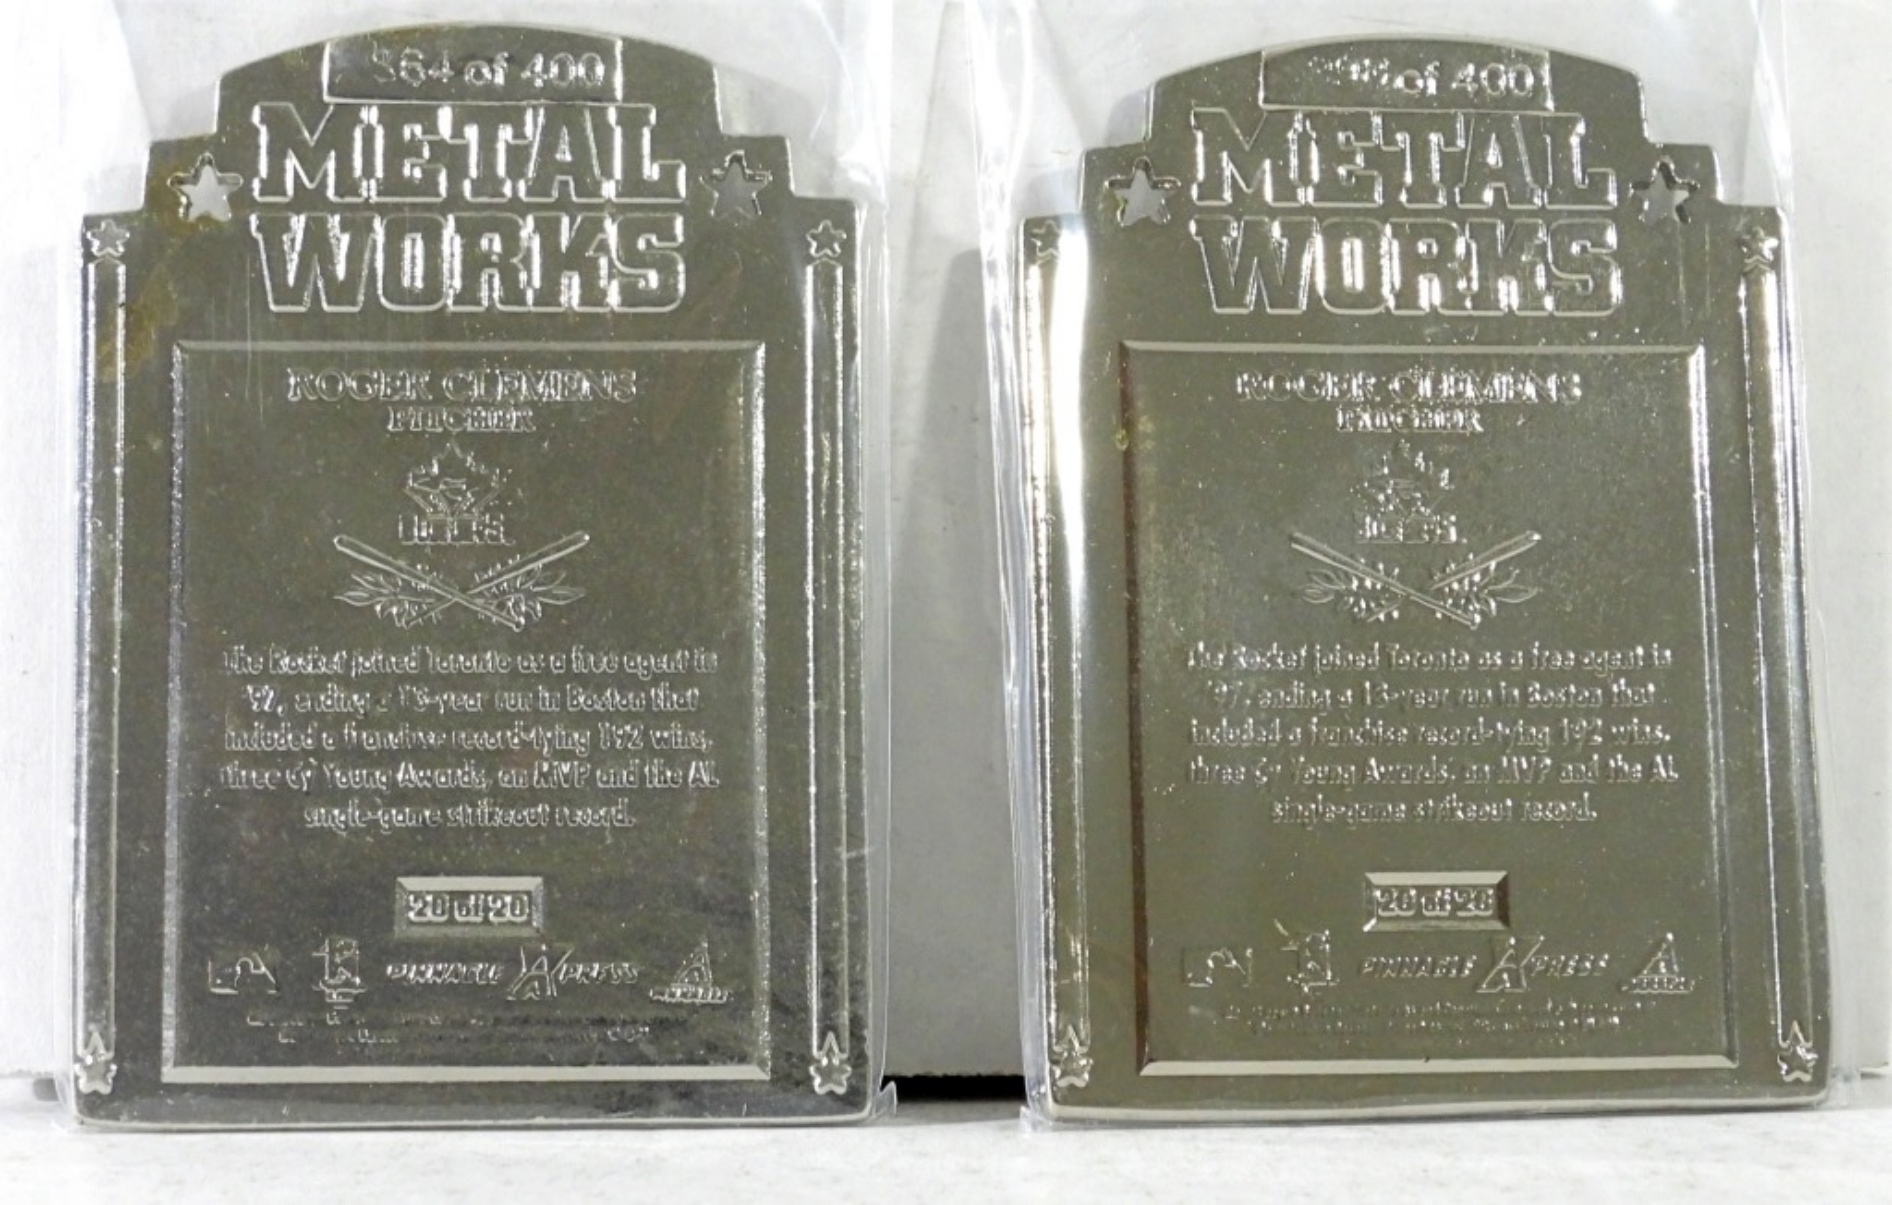 364 of 400
METAL
WORKS
ROGER CLEMENS
PITCHER
The Rocket joined Toronto as a free agent in
'97, ending a 13-year run in Boston that
included a franchise record-tying 192 wins,
three Cy Young Awards, an MVP and the AL
single-game strikeout record.
20 of 20
PINNACLE XPRESS
PINNACLE
of 400
METAL
WORKS
ROGER CLEMENS
PITCHER
The Rocket joined Toronto as a free agent in
'97, ending a 13-year run in Boston that
included a franchise record-tying 192 wins,
three Cy Young Awards, an MVP and the AL
single-game strikeout record.
20 of 20
PINNACLE XPRESS